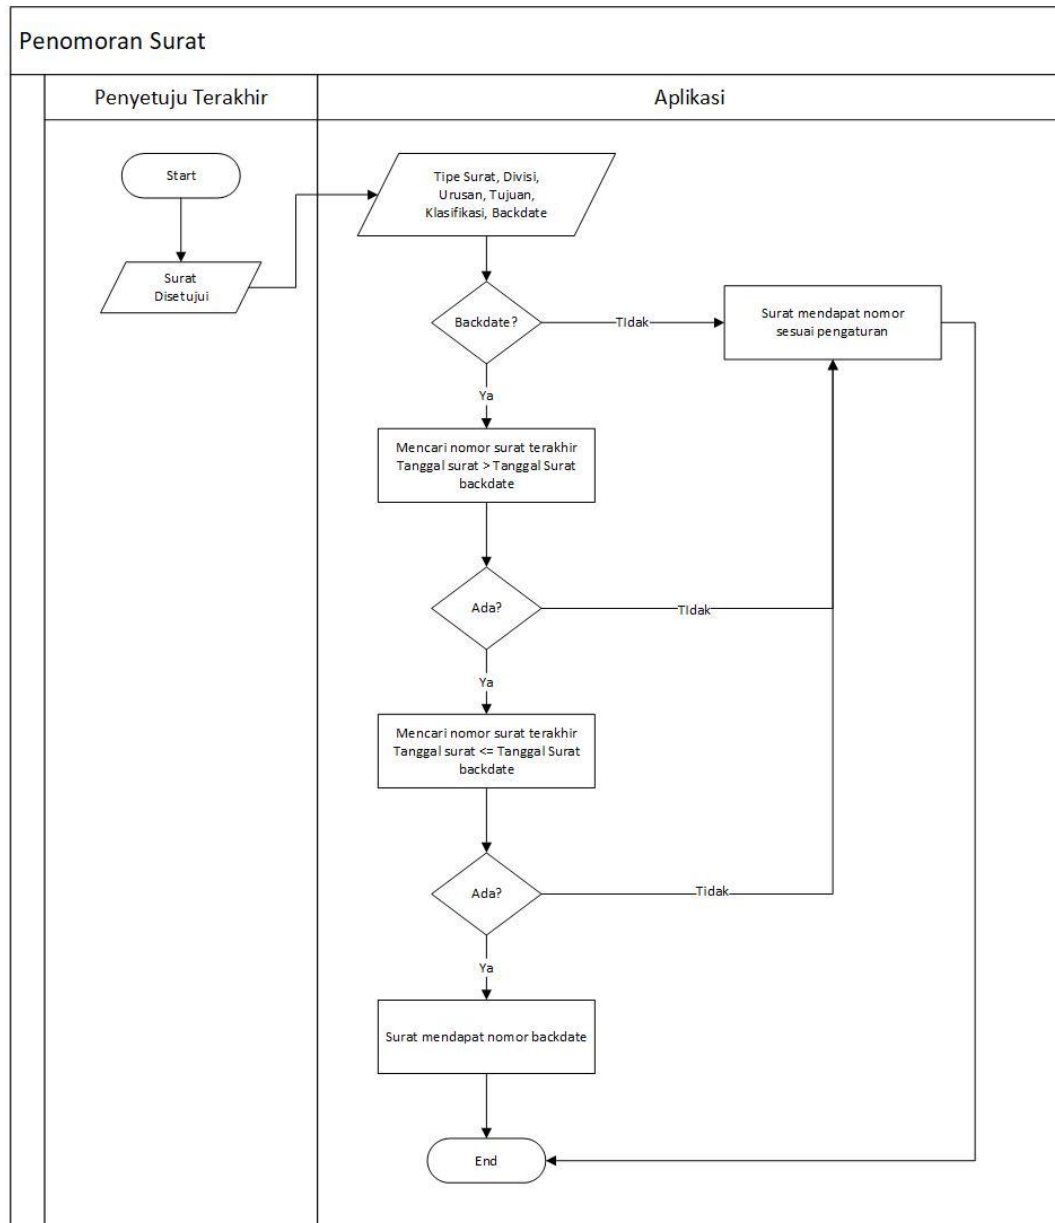 Penomoran Surat
Penyetuju Terakhir
Aplikasi
Start
Surat
Disetujui
Tipe Surat, Divisi,
Urusan, Tujuan,
Klasifikasi, Backdate
Backdate?
TIdak
Surat mendapat nomor
sesuai pengaturan
Ya
Mencari nomor surat terakhir
Tanggal surat > Tanggal Surat
backdate
Ada?
TIdak
Ya
Mencari nomor surat terakhir
Tanggal surat <= Tanggal Surat
backdate
Ada?
Tidak
Ya
Surat mendapat nomor backdate
End